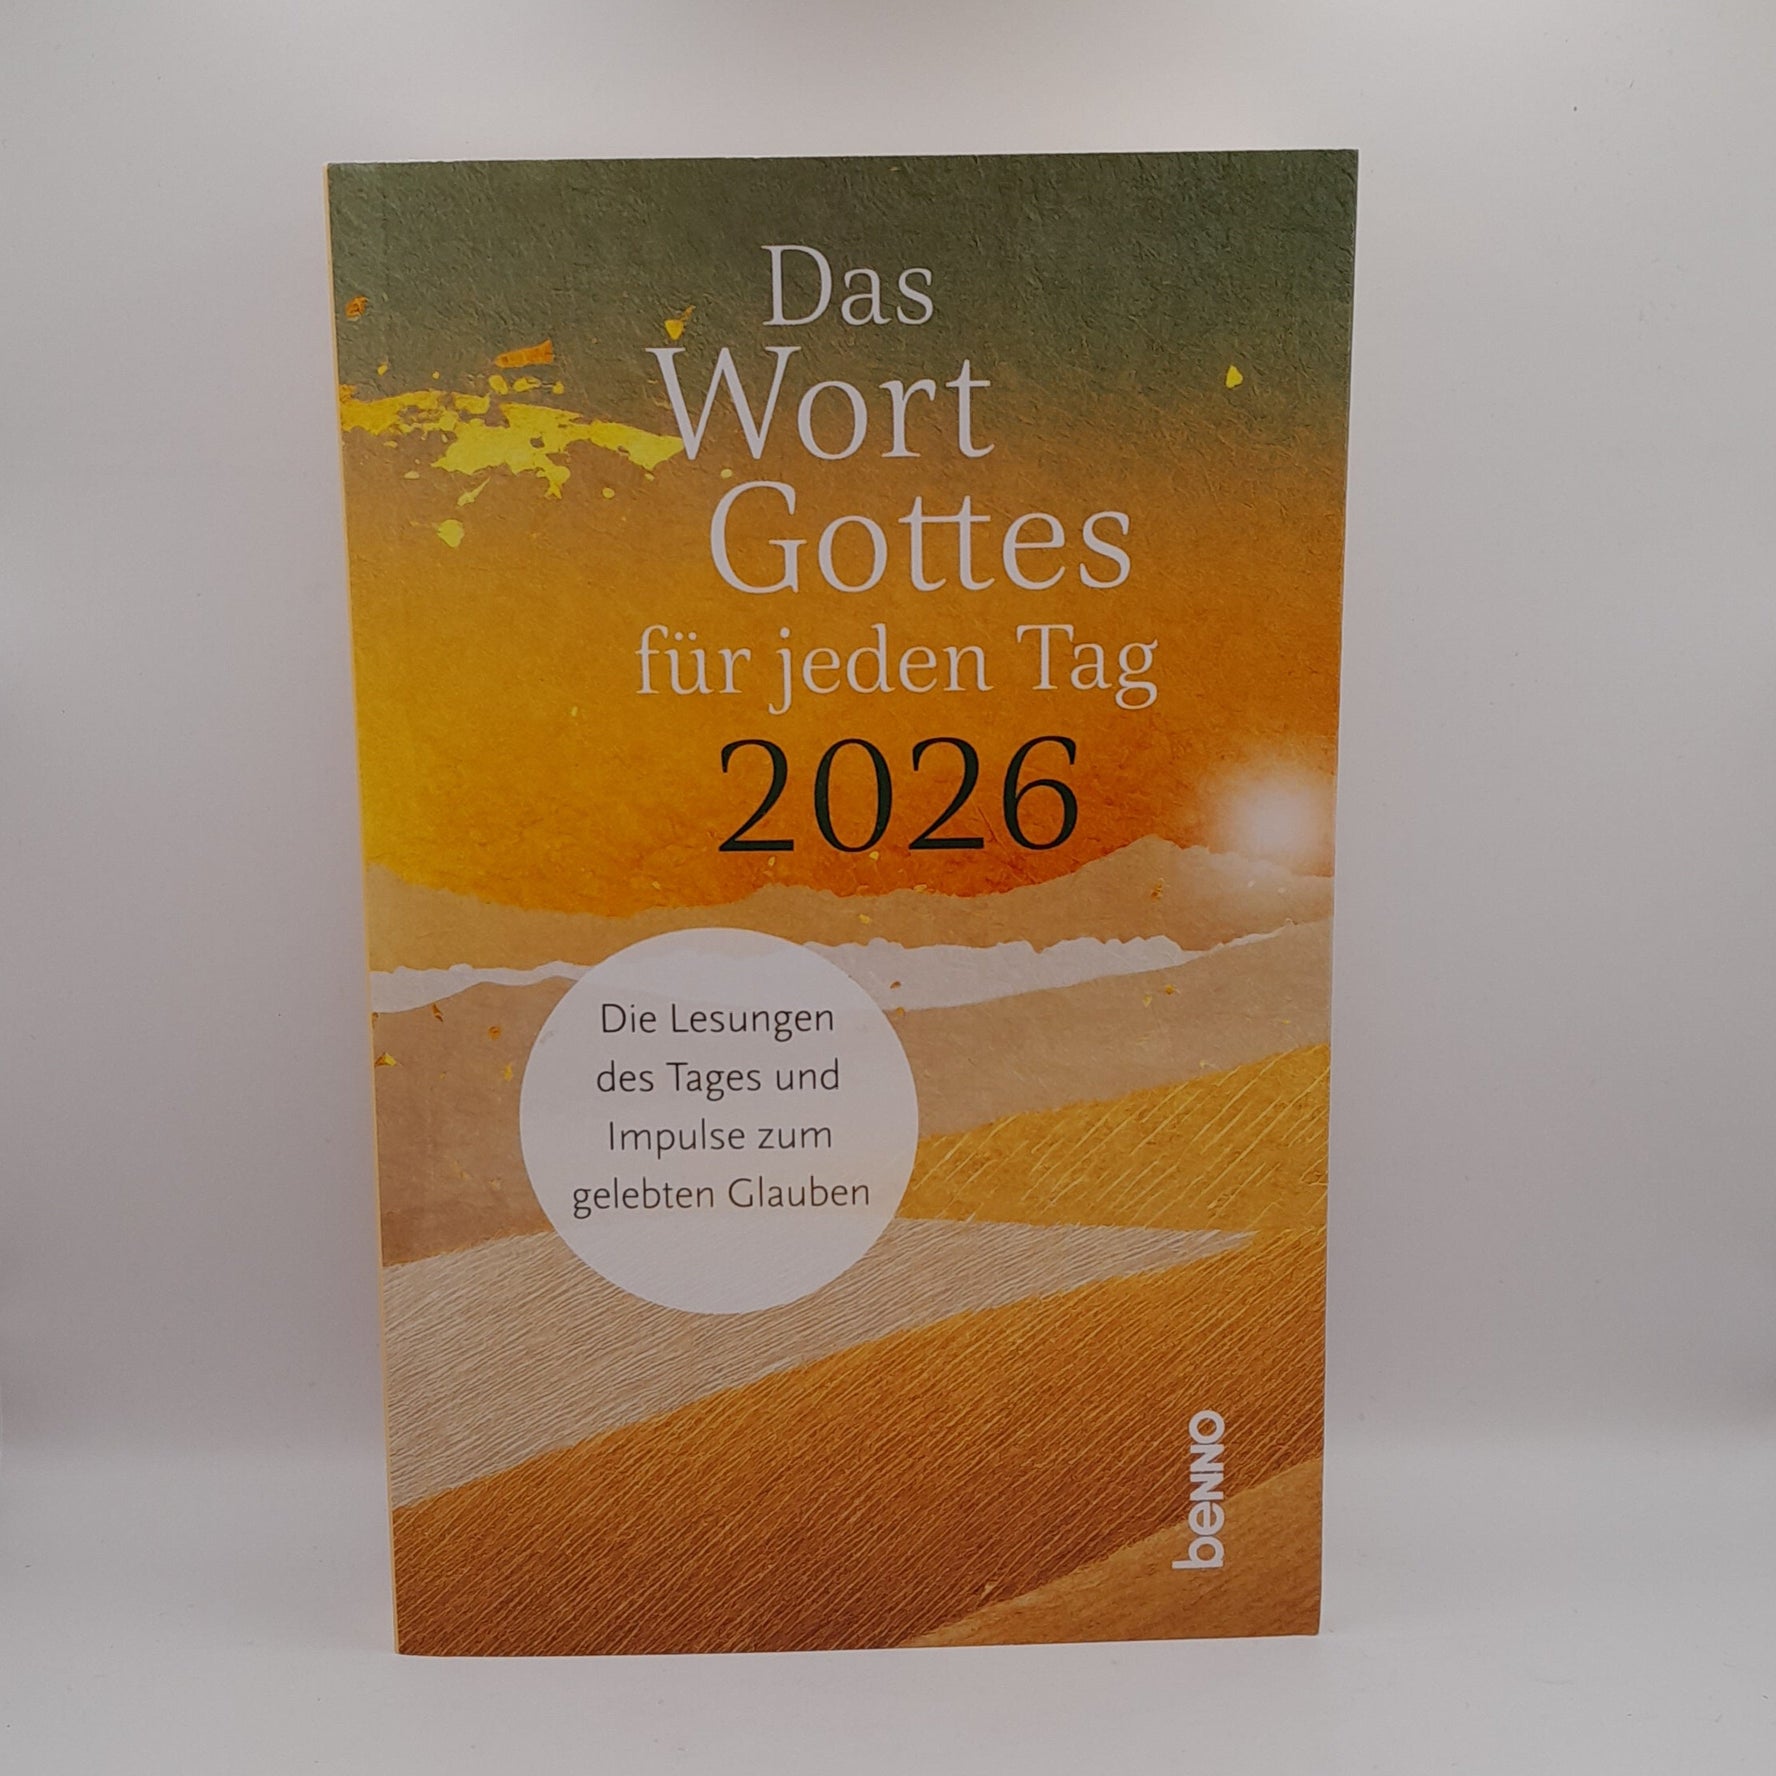 Das
Wort
Gottes
für jeden Tag
2026
Die Lesungen
des Tages und
Impulse zum
gelebten Glauben
benno